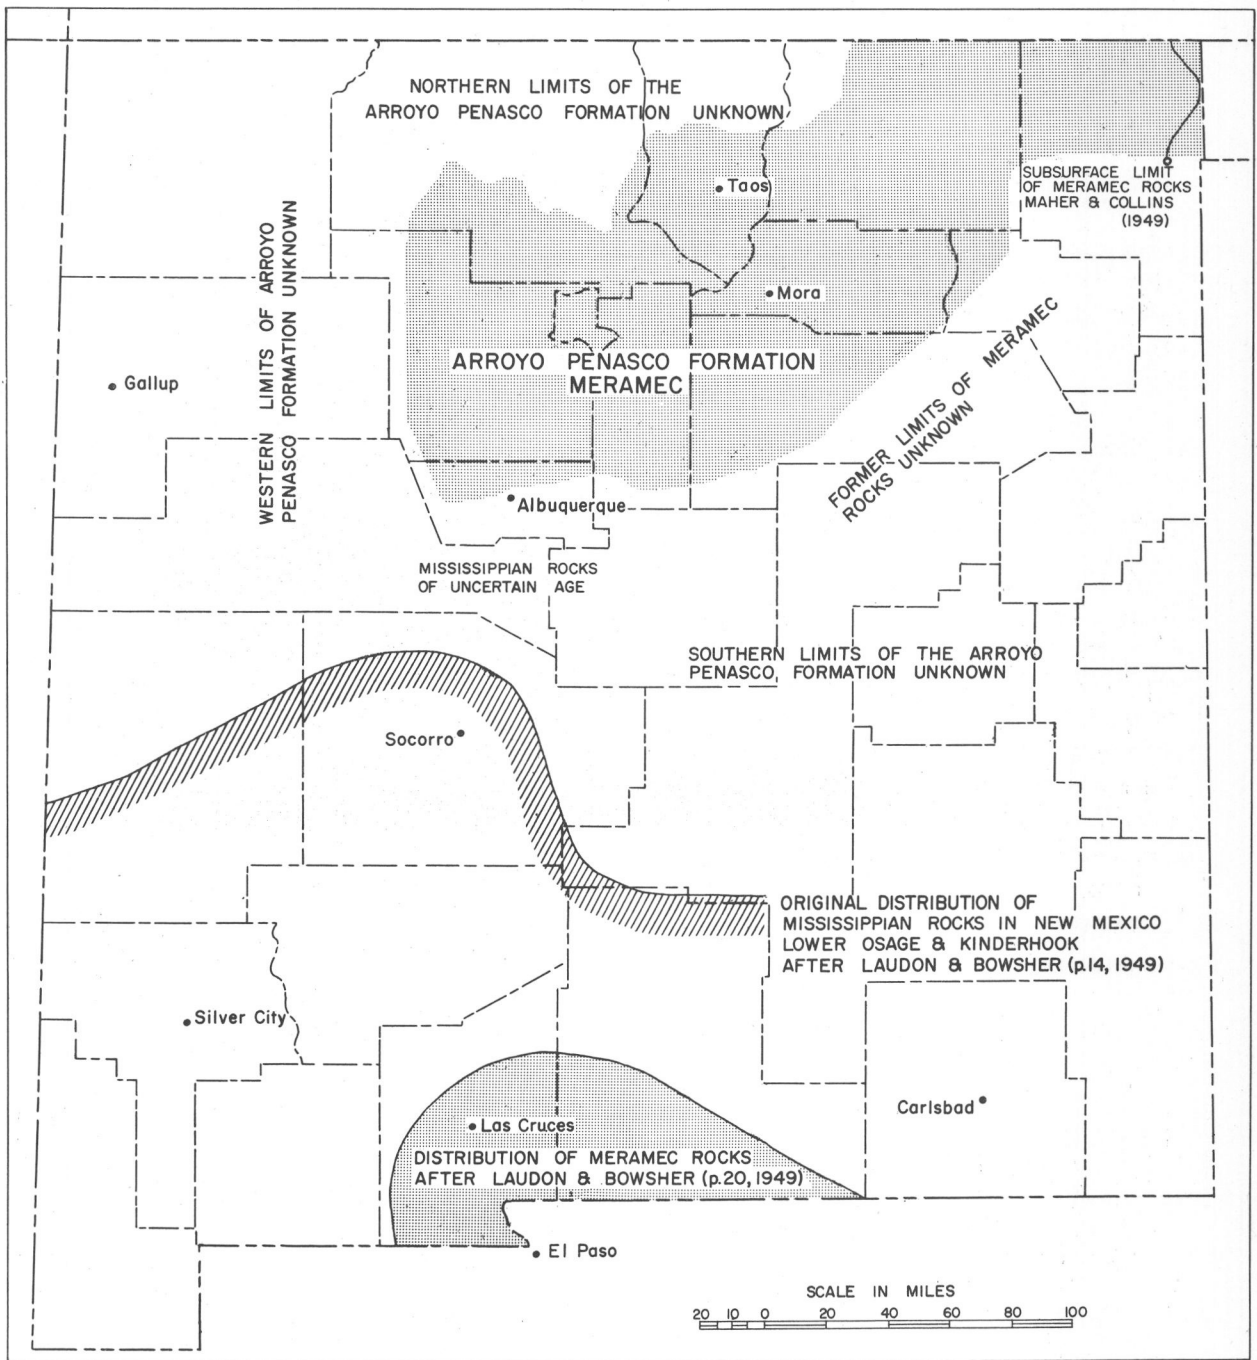 NORTHERN LIMITS OF THE
ARROYO PENASCO FORMATION UNKNOWN
Taos
SUBSURFACE LIMIT
OF MERAMEC ROCKS
MAHER & COLLINS
(1949)
WESTERN LIMITS OF ARROYO
PENASCO FORMATION UNKNOWN
Mora
ARROYO PENASCO FORMATION
MERAMEC
Gallup
FORMER LIMITS OF MERAMEC
ROCKS UNKNOWN
Albuquerque
MISSISSIPPIAN ROCKS
OF UNCERTAIN AGE
SOUTHERN LIMITS OF THE ARROYO
PENASCO, FORMATION UNKNOWN
Socorro
ORIGINAL DISTRIBUTION OF
MISSISSIPPIAN ROCKS IN NEW MEXICO
LOWER OSAGE & KINDERHOOK
AFTER LAUDON & BOWSHER (p.14, 1949)
Silver City
Carlsbad
Las Cruces
DISTRIBUTION OF MERAMEC ROCKS
AFTER LAUDON & BOWSHER (p.20, 1949)
El Paso
SCALE IN MILES
20 10 0 20 40 60 80 100